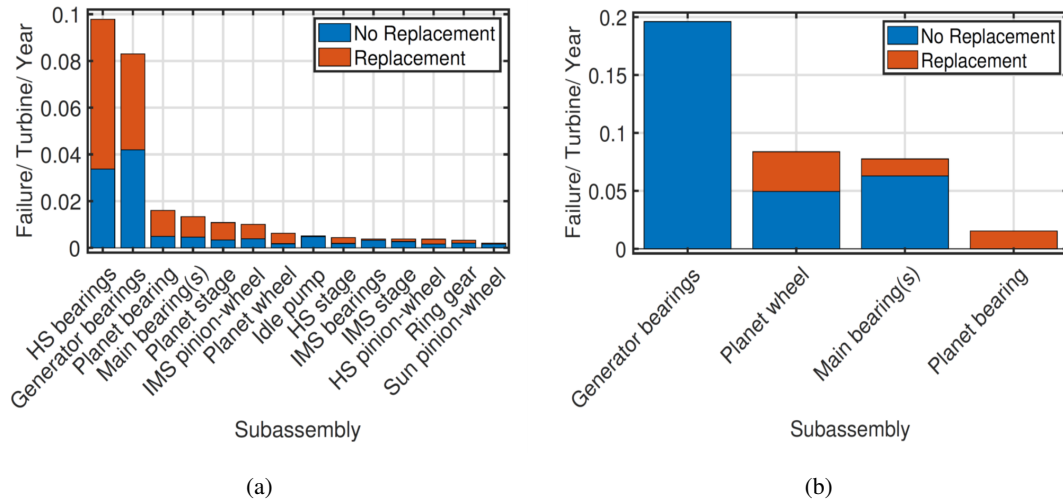 0.1
0.08
0.06
0.04
0.02
0
Failure/ Turbine/ Year
No Replacement
Replacement
HS bearings
Generator bearings
Planet bearing
Main bearing(s)
Planet stage
IMS pinion-wheel
Planet wheel
Idle pump
HS stage
IMS bearings
IMS stage
HS pinion-wheel
Ring gear
Sun pinion-wheel
Subassembly
(a)
0.2
0.15
0.1
0.05
0
Failure/ Turbine/ Year
No Replacement
Replacement
Generator bearings
Planet wheel
Main bearing(s)
Planet bearing
Subassembly
(b)